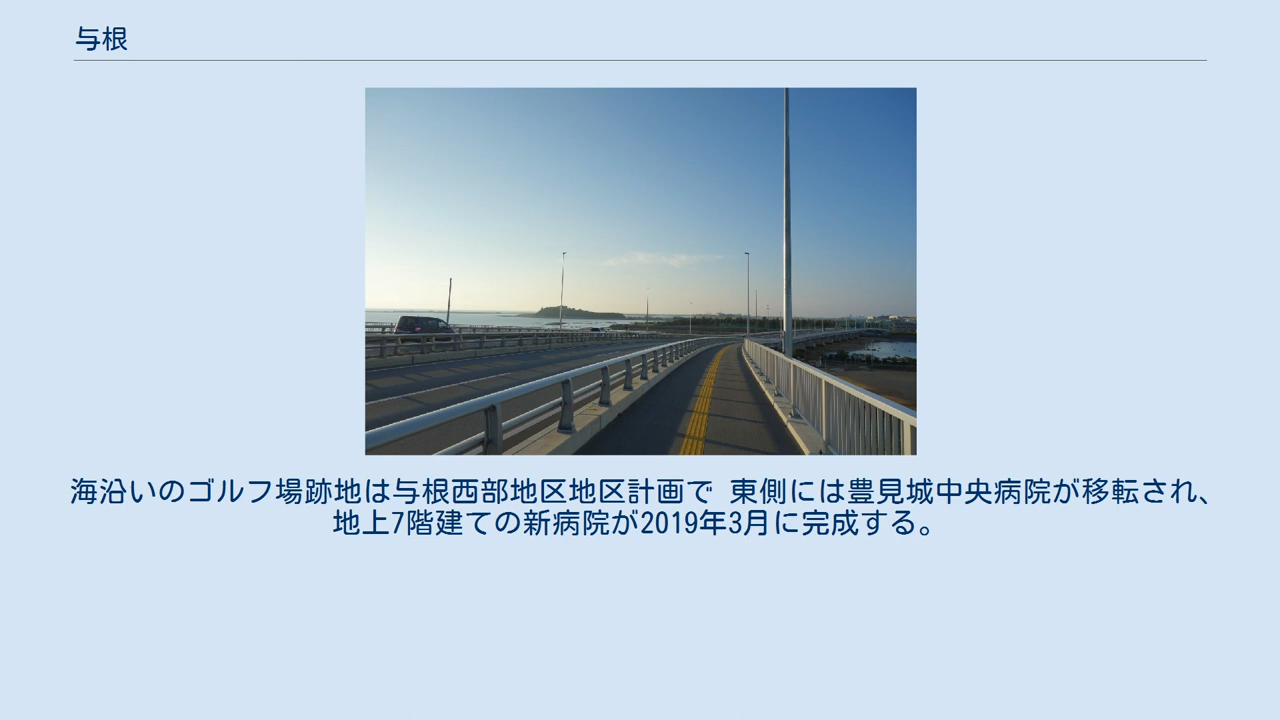 与根
海沿いのゴルフ場跡地は与根西部地区地区計画で 東側には豊見城中央病院が移転され、
地上7階建ての新病院が2019年3月に完成する。